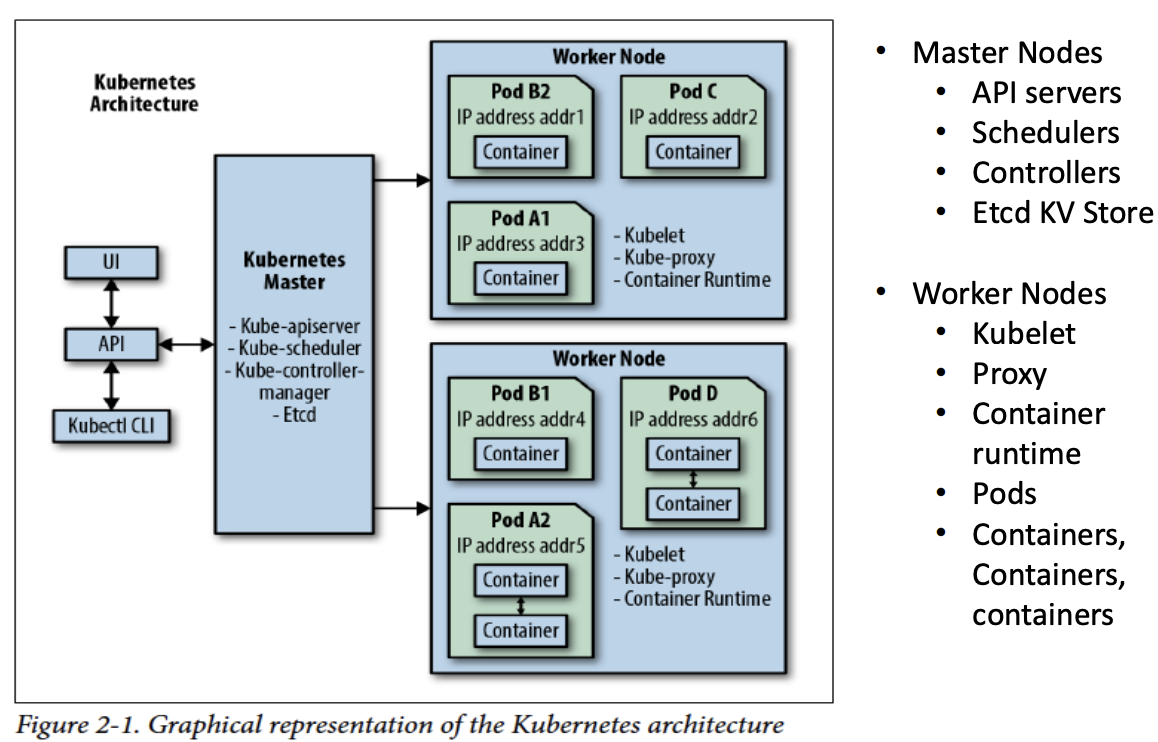 Kubernetes
Architecture
UI
API
Kubectl CLI
Kubernetes
Master
- Kube-apiserver
- Kube-scheduler
- Kube-controller-
manager
- Etcd
Worker Node
Pod B2
IP address addr1
Container
Pod C
IP address addr2
Container
Pod A1
IP address addr3
Container
- Kubelet
- Kube-proxy
- Container Runtime
Worker Node
Pod B1
IP address addr4
Container
Pod D
IP address addr6
Container
Container
Pod A2
IP address addr5
Container
Container
- Kubelet
- Kube-proxy
- Container Runtime
Figure 2-1. Graphical representation of the Kubernetes architecture
• Master Nodes
• API servers
• Schedulers
• Controllers
• Etcd KV Store
• Worker Nodes
• Kubelet
• Proxy
• Container
runtime
• Pods
• Containers,
Containers,
containers